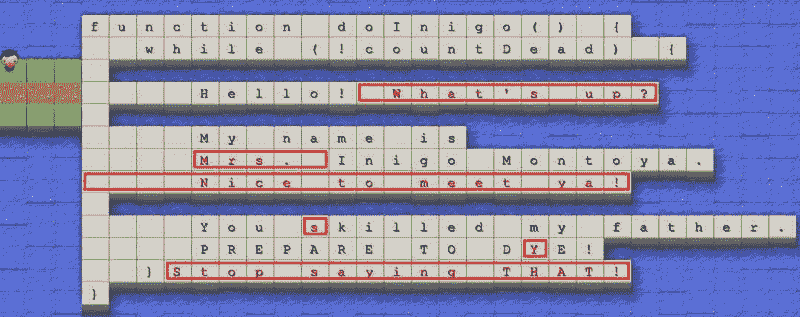 function doInigo() {
while (!countDead) {
Hello! What's up?
My name is
Mrs. Inigo Montoya.
Nice to meet ya!
You skilled my father.
PREPARE TO DYE!
}Stop saying THAT!
}